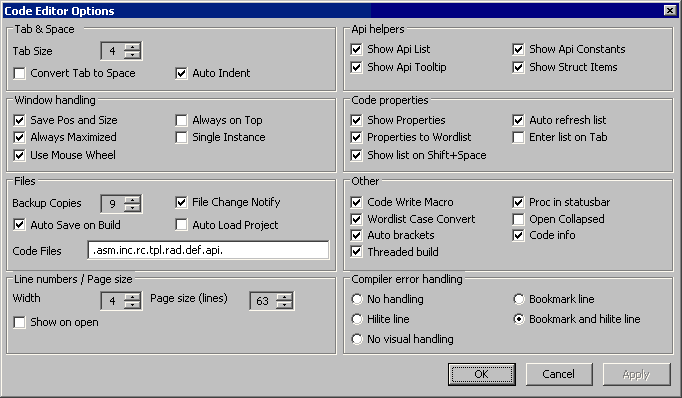 Code Editor Options
Tab & Space
Tab Size 4
Convert Tab to Space Auto Indent
Window handling
Save Pos and Size Always on Top
Always Maximized Single Instance
Use Mouse Wheel
Files
Backup Copies 9 File Change Notify
Auto Save on Build Auto Load Project
Code Files .asm.inc.rc.tpl.rad.def.api.
Line numbers / Page size
Width 4 Page size (lines) 63
Show on open
Api helpers
Show Api List Show Api Constants
Show Api Tooltip Show Struct Items
Code properties
Show Properties Auto refresh list
Properties to Wordlist Enter list on Tab
Show list on Shift+Space
Other
Code Write Macro Proc in statusbar
Wordlist Case Convert Open Collapsed
Auto brackets Code info
Threaded build
Compiler error handling
No handling Bookmark line
Hilite line Bookmark and hilite line
No visual handling
OK Cancel Apply